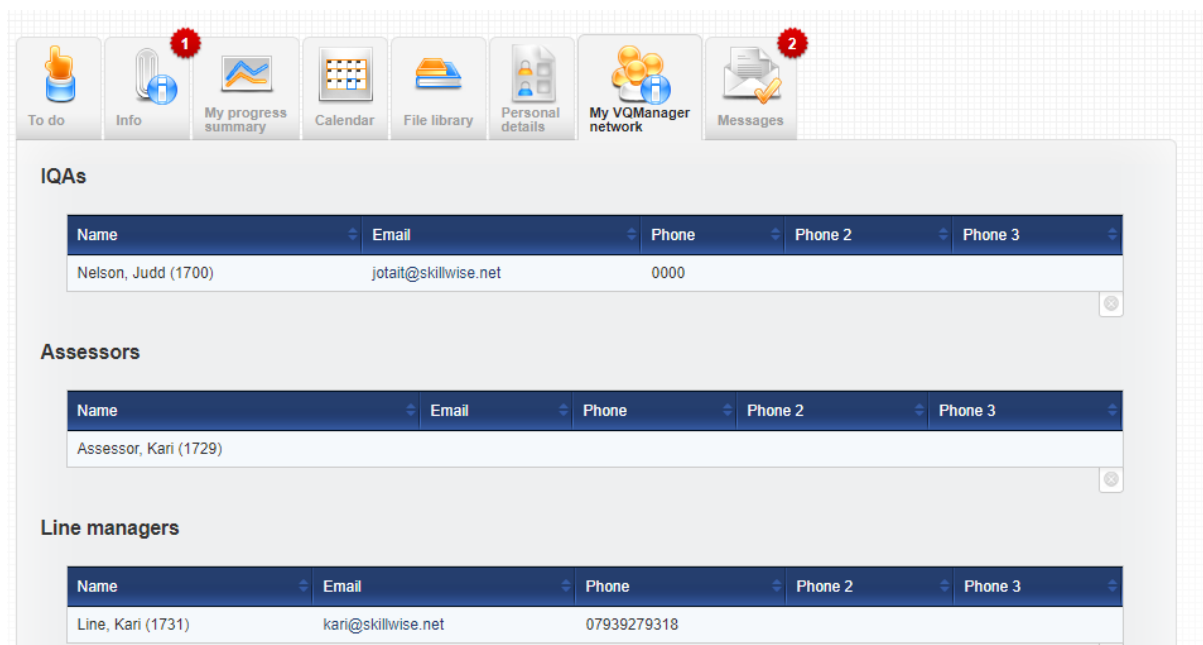 1
2
To do
Info
My progress
summary
Calendar
File library
Personal
details
My VQManager
network
Messages
IQAs
Name Email Phone Phone 2 Phone 3
Nelson, Judd (1700) jotait@skillwise.net 0000
Assessors
Name Email Phone Phone 2 Phone 3
Assessor, Kari (1729)
Line managers
Name Email Phone Phone 2 Phone 3
Line, Kari (1731) kari@skillwise.net 07939279318